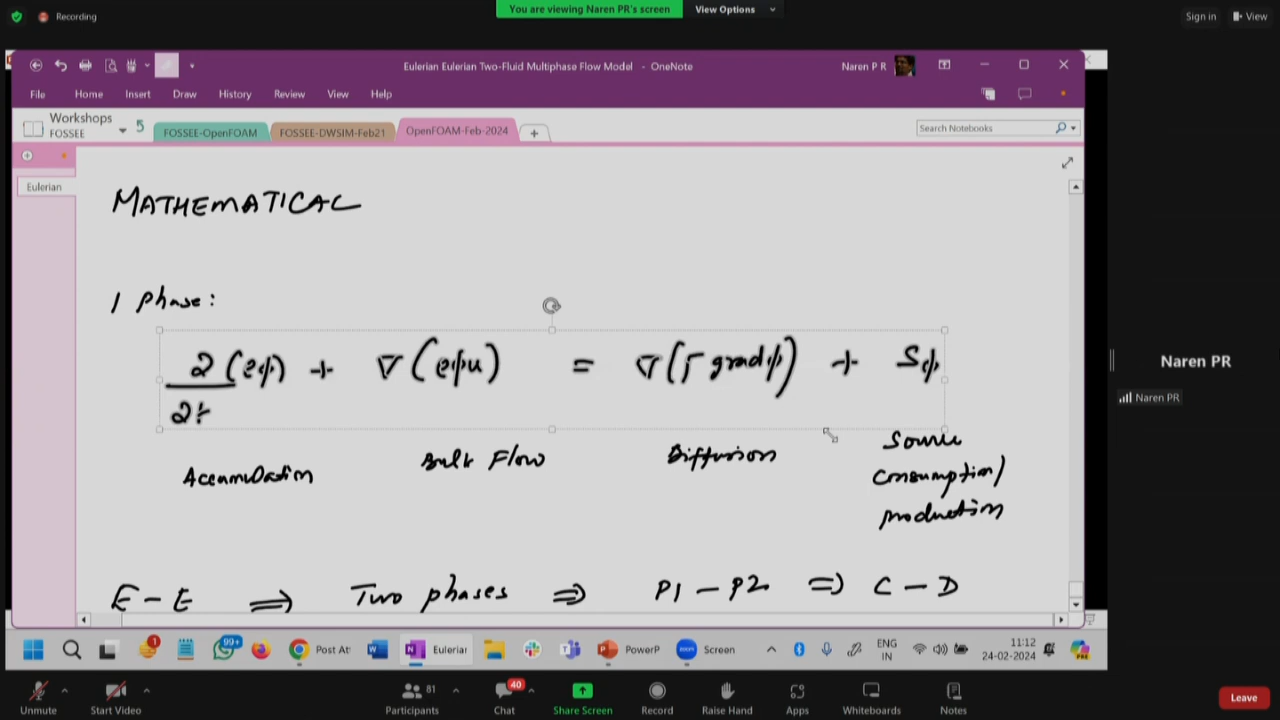 Recording
You are viewing Naren PR's screen
View Options
Sign in
View
Eulerian Eulerian Two-Fluid Multiphase Flow Model - OneNote
Naren P R
File Home Insert Draw History Review View Help
Workshops
FOSSEE
FOSSEE-OpenFOAM
FOSSEE-DWSIM-Feb21
OpenFOAM-Feb-2024
Search Notebooks
Eulerian
MATHEMATICAL
1 Phase:
∂/∂t (ρφ) + ∇(ρφu) = ∇(Γ gradφ) + Sφ
Accumulation Bulk Flow Diffusion Source
consumption/
production
E-E ⇒ Two phases ⇒ P1-P2 ⇒ C-D
Naren PR
Naren PR
1
99+
Post At
Eulerian
PowerP
Screen
ENG
IN
11:12
24-02-2024
Unmute
Start Video
81
Participants
40
Chat
Share Screen
Record
Raise Hand
Apps
Whiteboards
Notes
Leave